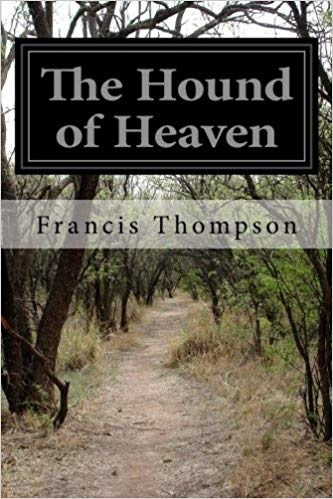 The Hound
of Heaven
Francis Thompson